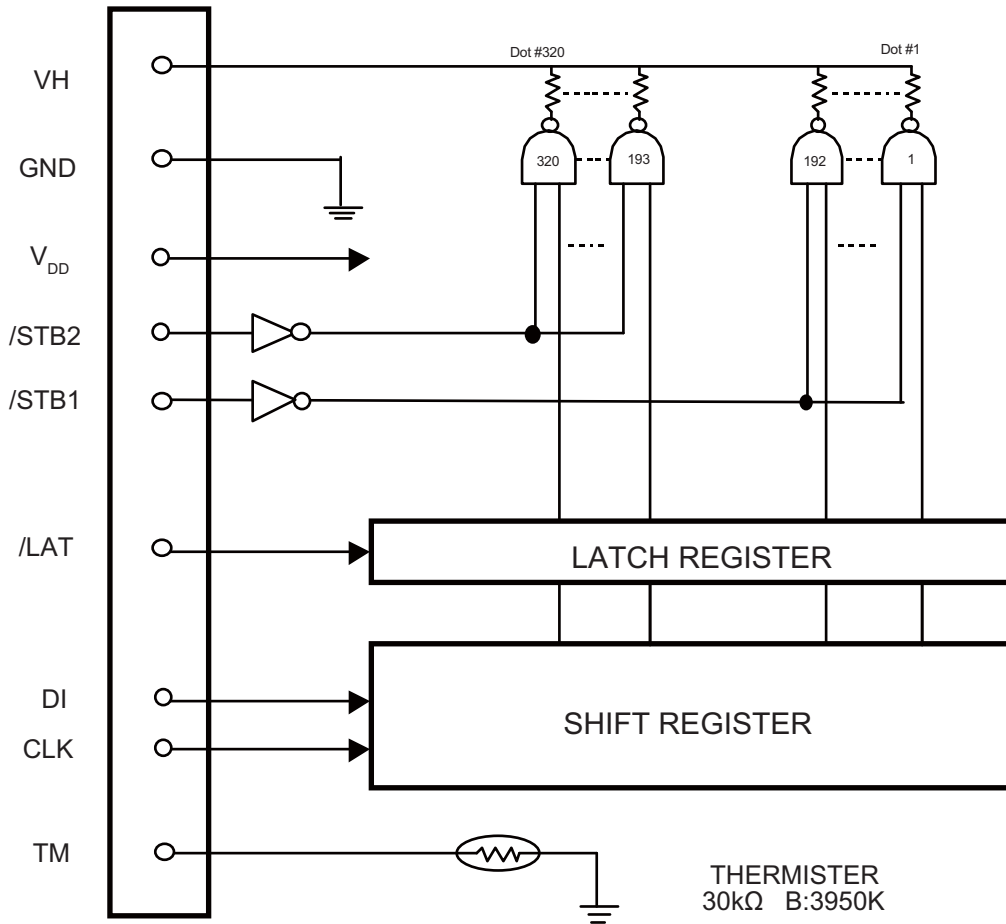 Dot #320
Dot #1
VH
320
193
192
1
GND
VDD
/STB2
/STB1
/LAT
LATCH REGISTER
DI
SHIFT REGISTER
CLK
TM
THERMISTER
30kΩ B:3950K